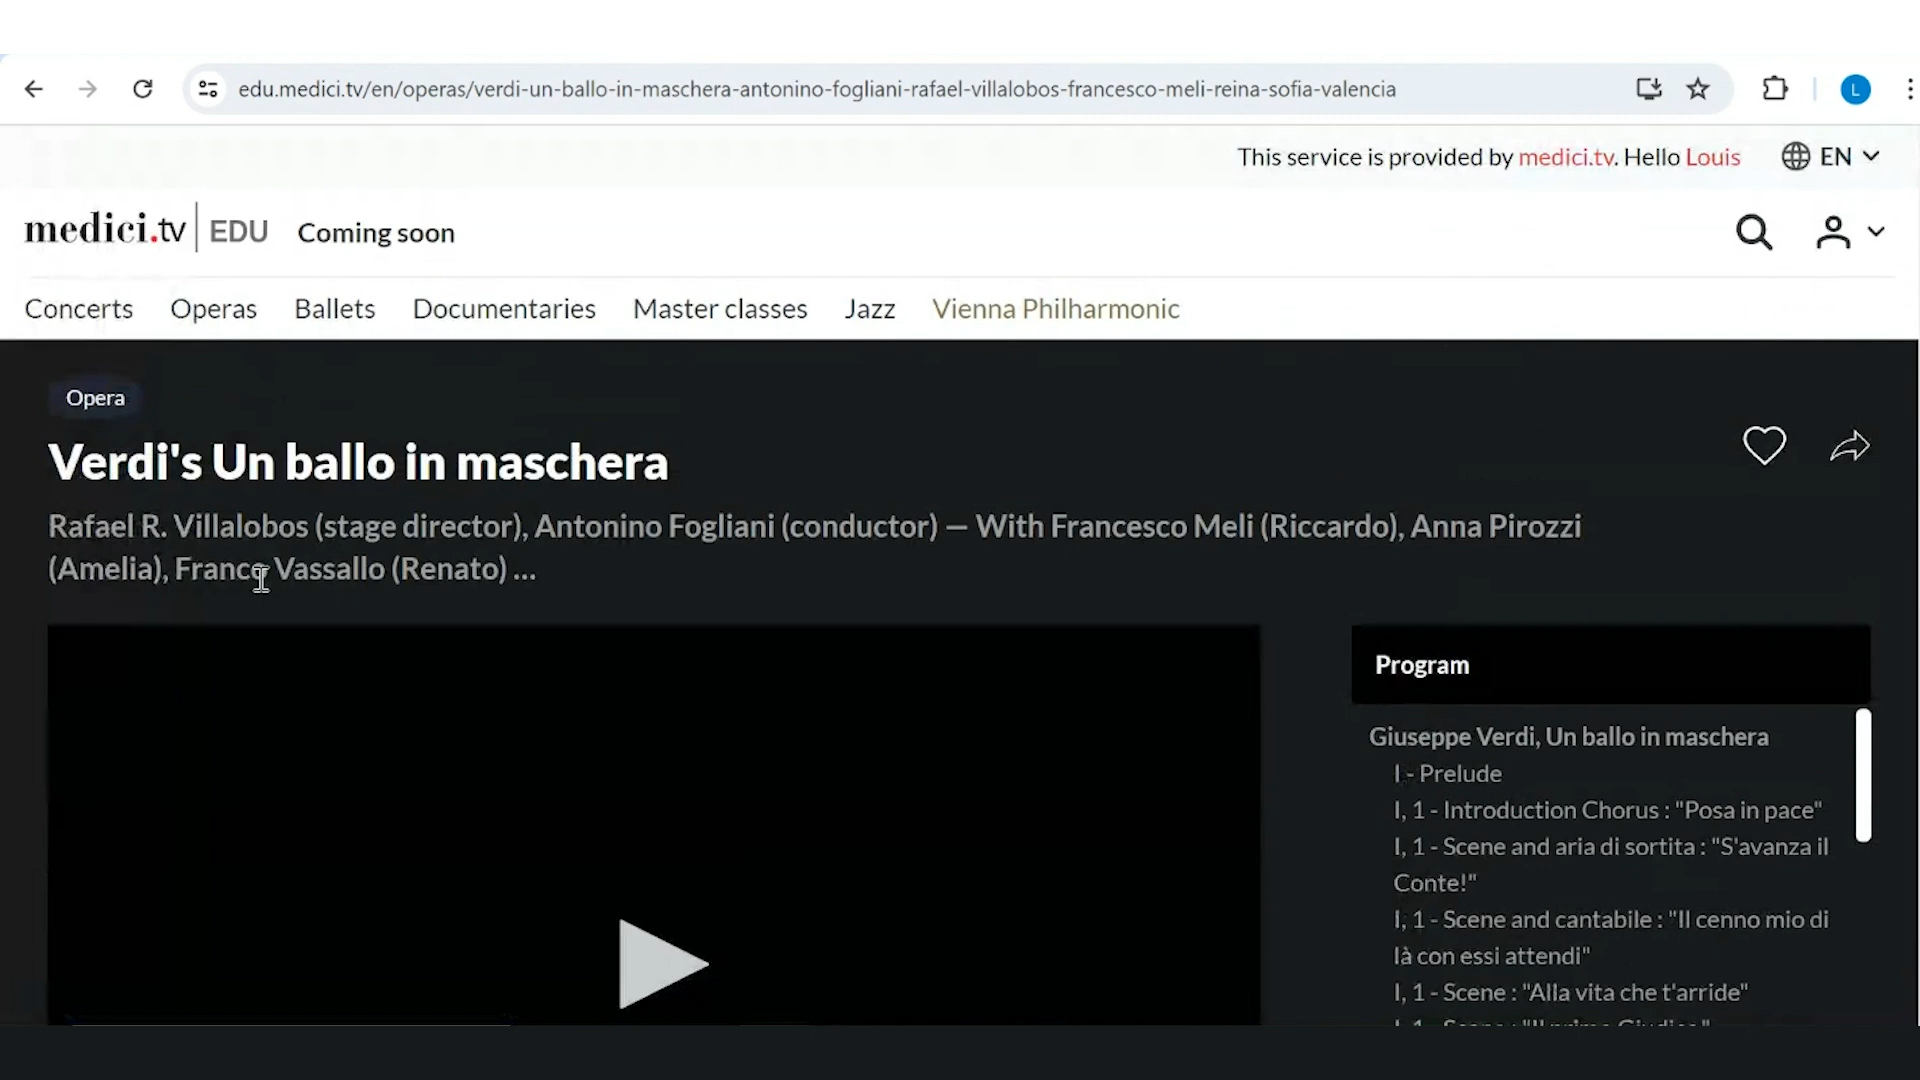 edu.medici.tv/en/operas/verdi-un-ballo-in-maschera-antonino-fogliani-rafael-villalobos-francesco-meli-reina-sofia-valencia
L
This service is provided by medici.tv. Hello Louis EN
medici.tv EDU Coming soon
Concerts Operas Ballets Documentaries Master classes Jazz Vienna Philharmonic
Opera
Verdi's Un ballo in maschera
Rafael R. Villalobos (stage director), Antonino Fogliani (conductor) — With Francesco Meli (Riccardo), Anna Pirozzi
(Amelia), Franco Vassallo (Renato) ...
Program
Giuseppe Verdi, Un ballo in maschera
I - Prelude
I, 1 - Introduction Chorus : "Posa in pace"
I, 1 - Scene and aria di sortita : "S'avanza il
Conte!"
I, 1 - Scene and cantabile : "Il cenno mio di
là con essi attendi"
I, 1 - Scene : "Alla vita che t'arride"